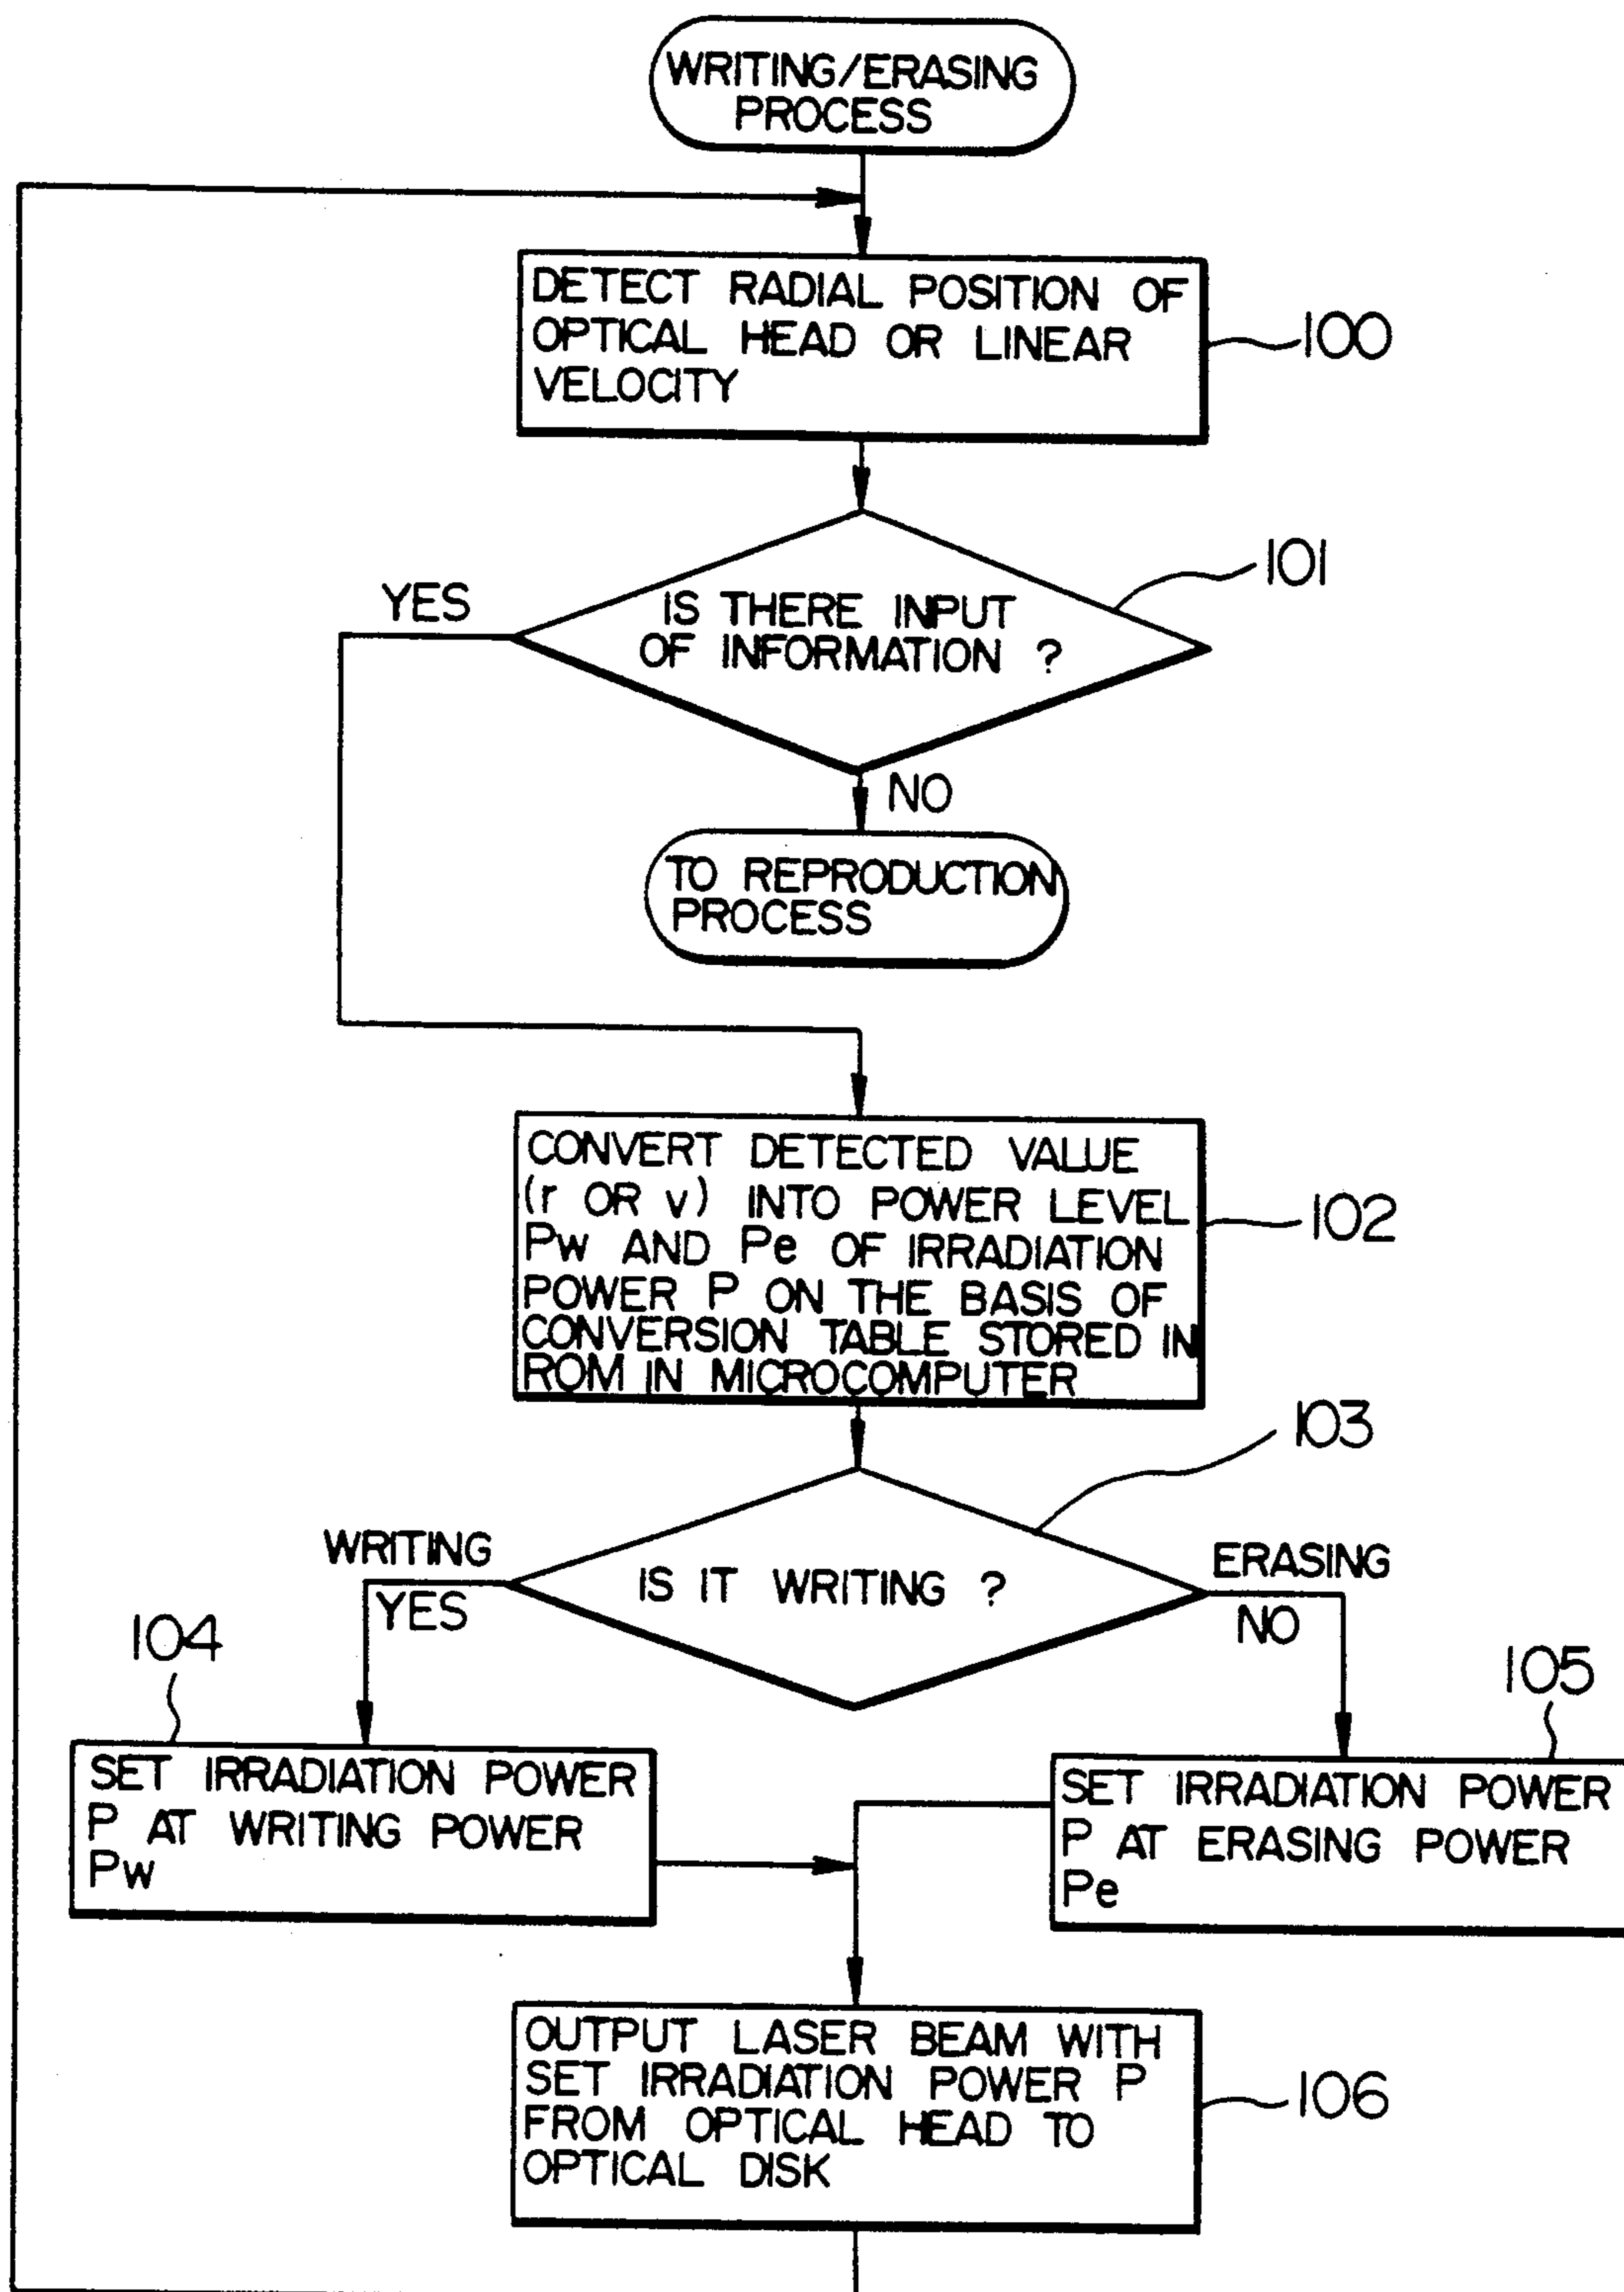 WRITING/ERASING
PROCESS
DETECT RADIAL POSITION OF
OPTICAL HEAD OR LINEAR
VELOCITY
100
101
YES
IS THERE INPUT
OF INFORMATION ?
NO
TO REPRODUCTION
PROCESS
CONVERT DETECTED VALUE
(r OR v) INTO POWER LEVEL
Pw AND Pe OF IRRADIATION
POWER P ON THE BASIS OF
CONVERSION TABLE STORED IN
ROM IN MICROCOMPUTER
102
103
WRITING
YES
IS IT WRITING ?
ERASING
NO
104
105
SET IRRADIATION POWER
P AT WRITING POWER
Pw
SET IRRADIATION POWER
P AT ERASING POWER
Pe
OUTPUT LASER BEAM WITH
SET IRRADIATION POWER P
FROM OPTICAL HEAD TO
OPTICAL DISK
106